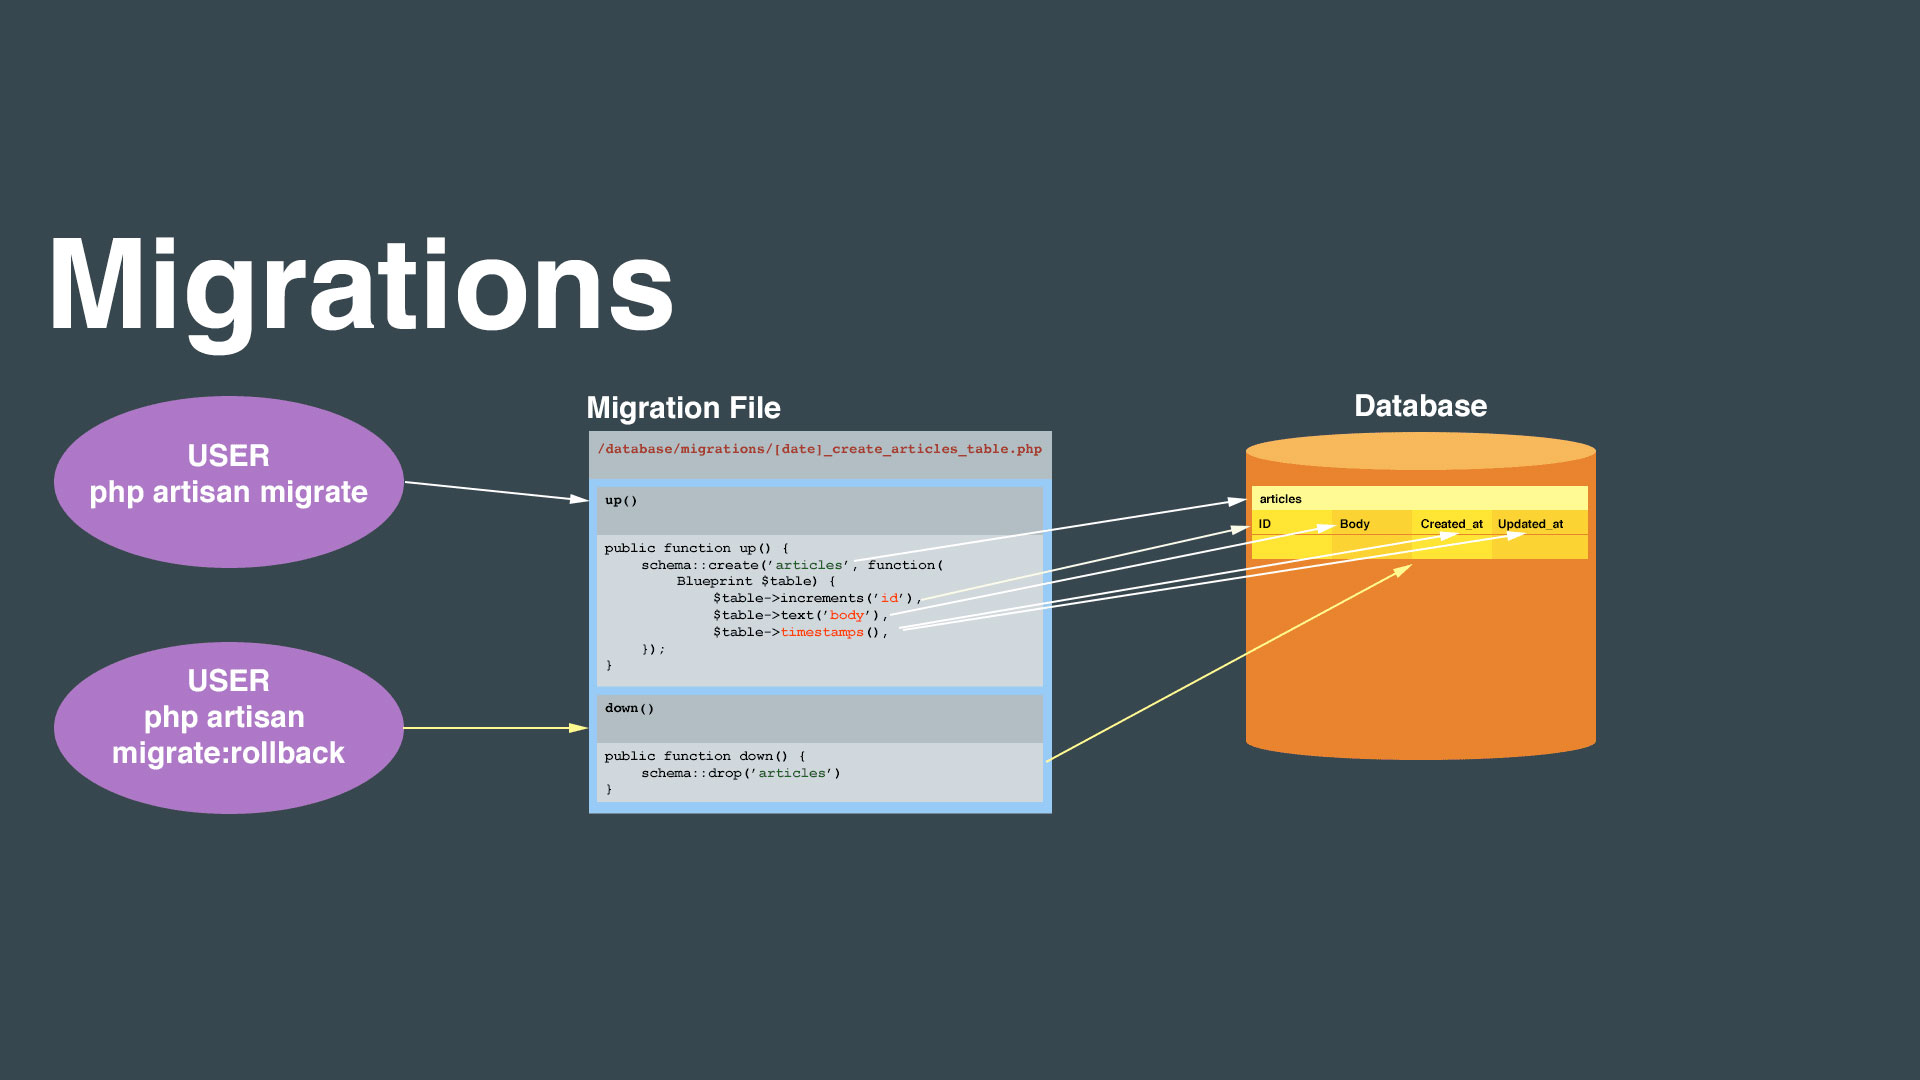 Migrations
USER
php artisan migrate
USER
php artisan
migrate:rollback
Migration File
/database/migrations/[date]_create_articles_table.php
up()
public function up() {
schema::create('articles', function(
Blueprint $table) {
$table->increments('id'),
$table->text('body'),
$table->timestamps(),
});
}
down()
public function down() {
schema::drop('articles')
}
Database
articles
ID Body Created_at Updated_at